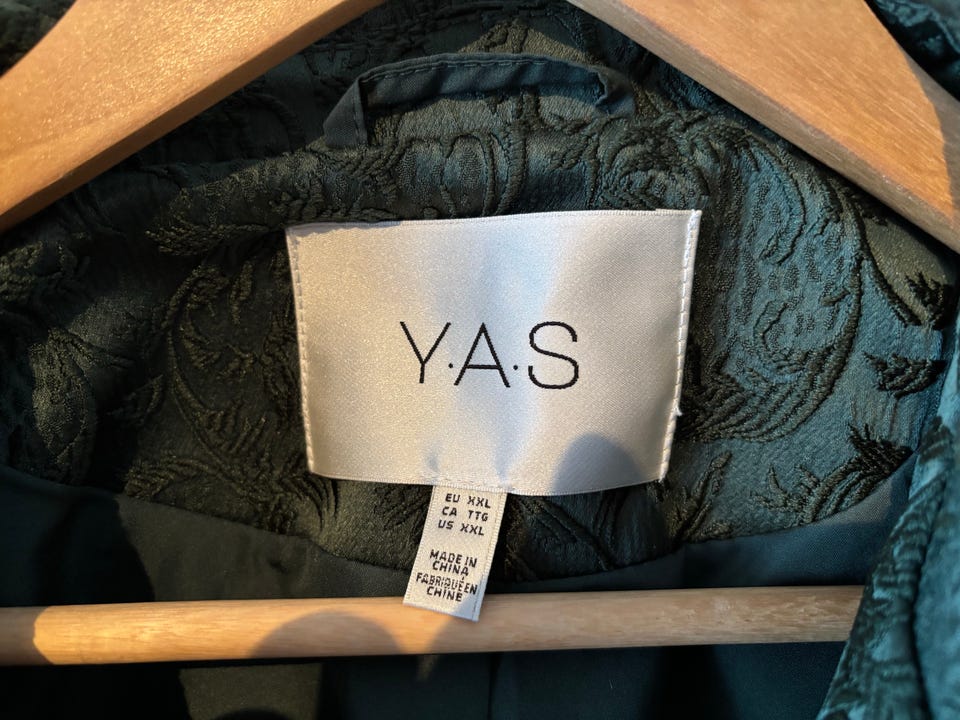 Y·A·S
EU XXL
CA TTG
US XXL
MADE IN
CHINA
FABRIQUÉ EN
CHINE